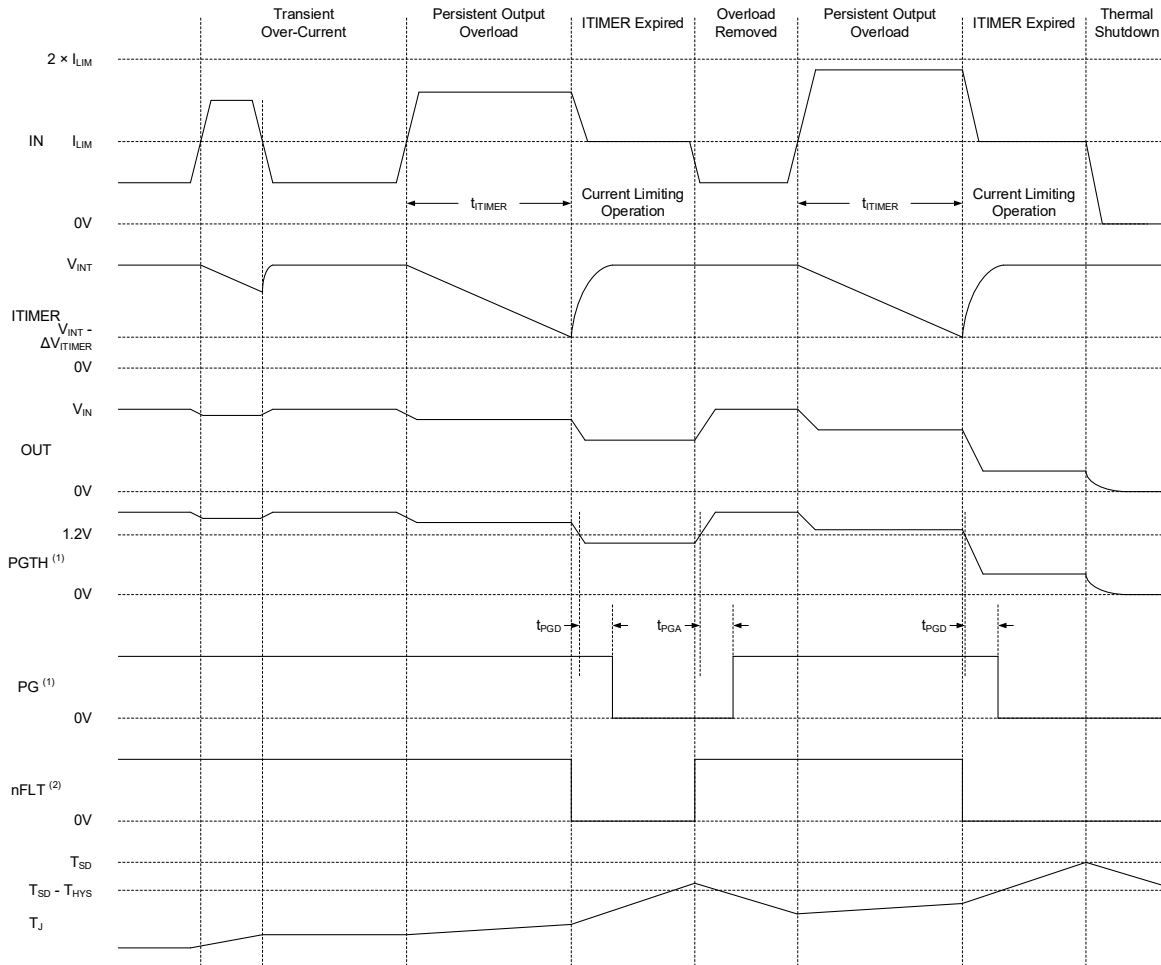 Transient
Over-Current
Persistent Output
Overload
ITIMER Expired
Overload
Removed
Persistent Output
Overload
ITIMER Expired
Thermal
Shutdown
2 × ILIM
IN
ILIM
tITIMER
Current Limiting
Operation
tITIMER
Current Limiting
Operation
0V
VINT
ITIMER
VINT -
ΔVITIMER
0V
VIN
OUT
0V
1.2V
PGTH (1)
0V
tPGD
tPGA
tPGD
PG (1)
0V
nFLT (2)
0V
TSD
TSD - THYS
TJ